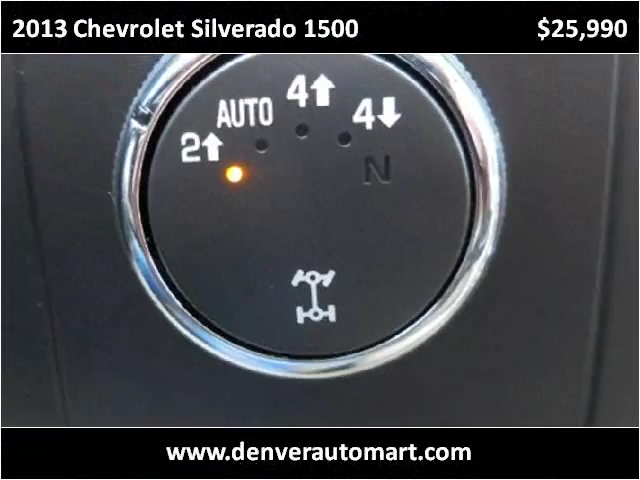 2013 Chevrolet Silverado 1500 $25,990
4↑
AUTO
4↓
2↑
N
www.denverautomart.com